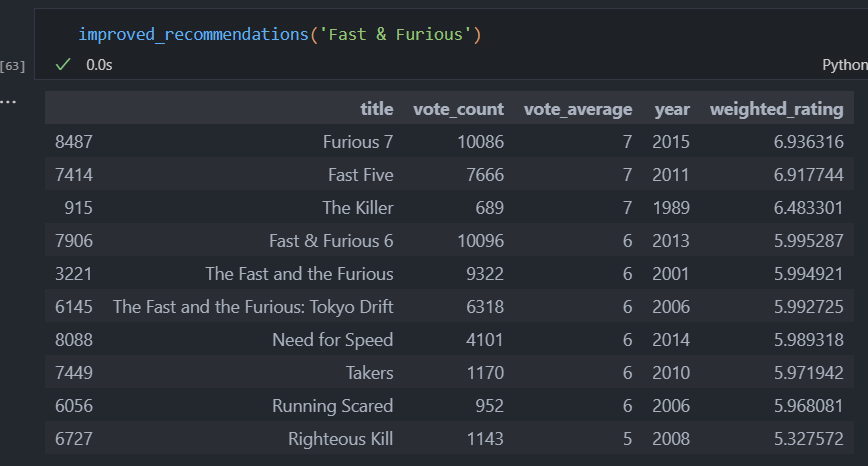 improved_recommendations('Fast & Furious')
[63] ✓ 0.0s Python
...
title vote_count vote_average year weighted_rating
8487 Furious 7 10086 7 2015 6.936316
7414 Fast Five 7666 7 2011 6.917744
915 The Killer 689 7 1989 6.483301
7906 Fast & Furious 6 10096 6 2013 5.995287
3221 The Fast and the Furious 9322 6 2001 5.994921
6145 The Fast and the Furious: Tokyo Drift 6318 6 2006 5.992725
8088 Need for Speed 4101 6 2014 5.989318
7449 Takers 1170 6 2010 5.971942
6056 Running Scared 952 6 2006 5.968081
6727 Righteous Kill 1143 5 2008 5.327572